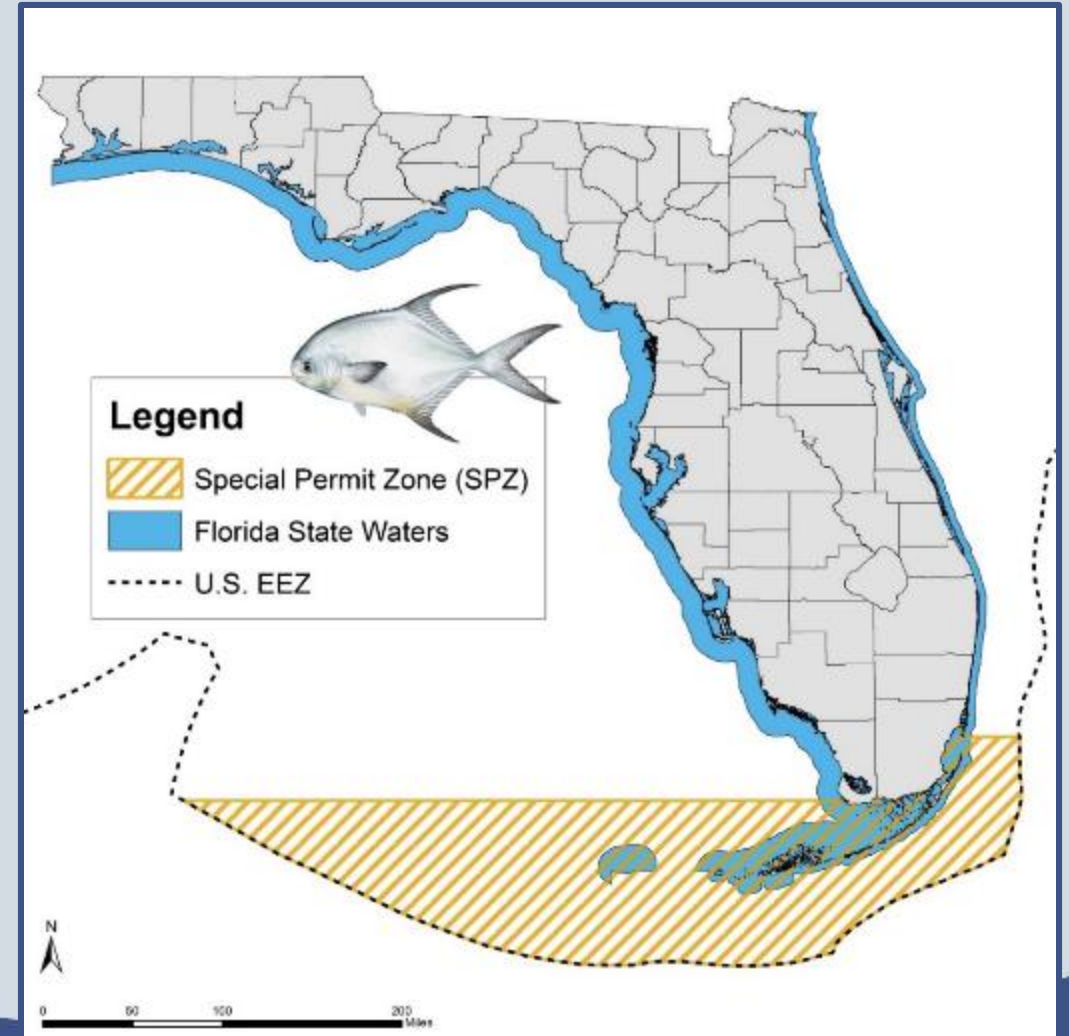 Legend
Special Permit Zone (SPZ)
Florida State Waters
U.S. EEZ
N
0 50 100 200
Miles